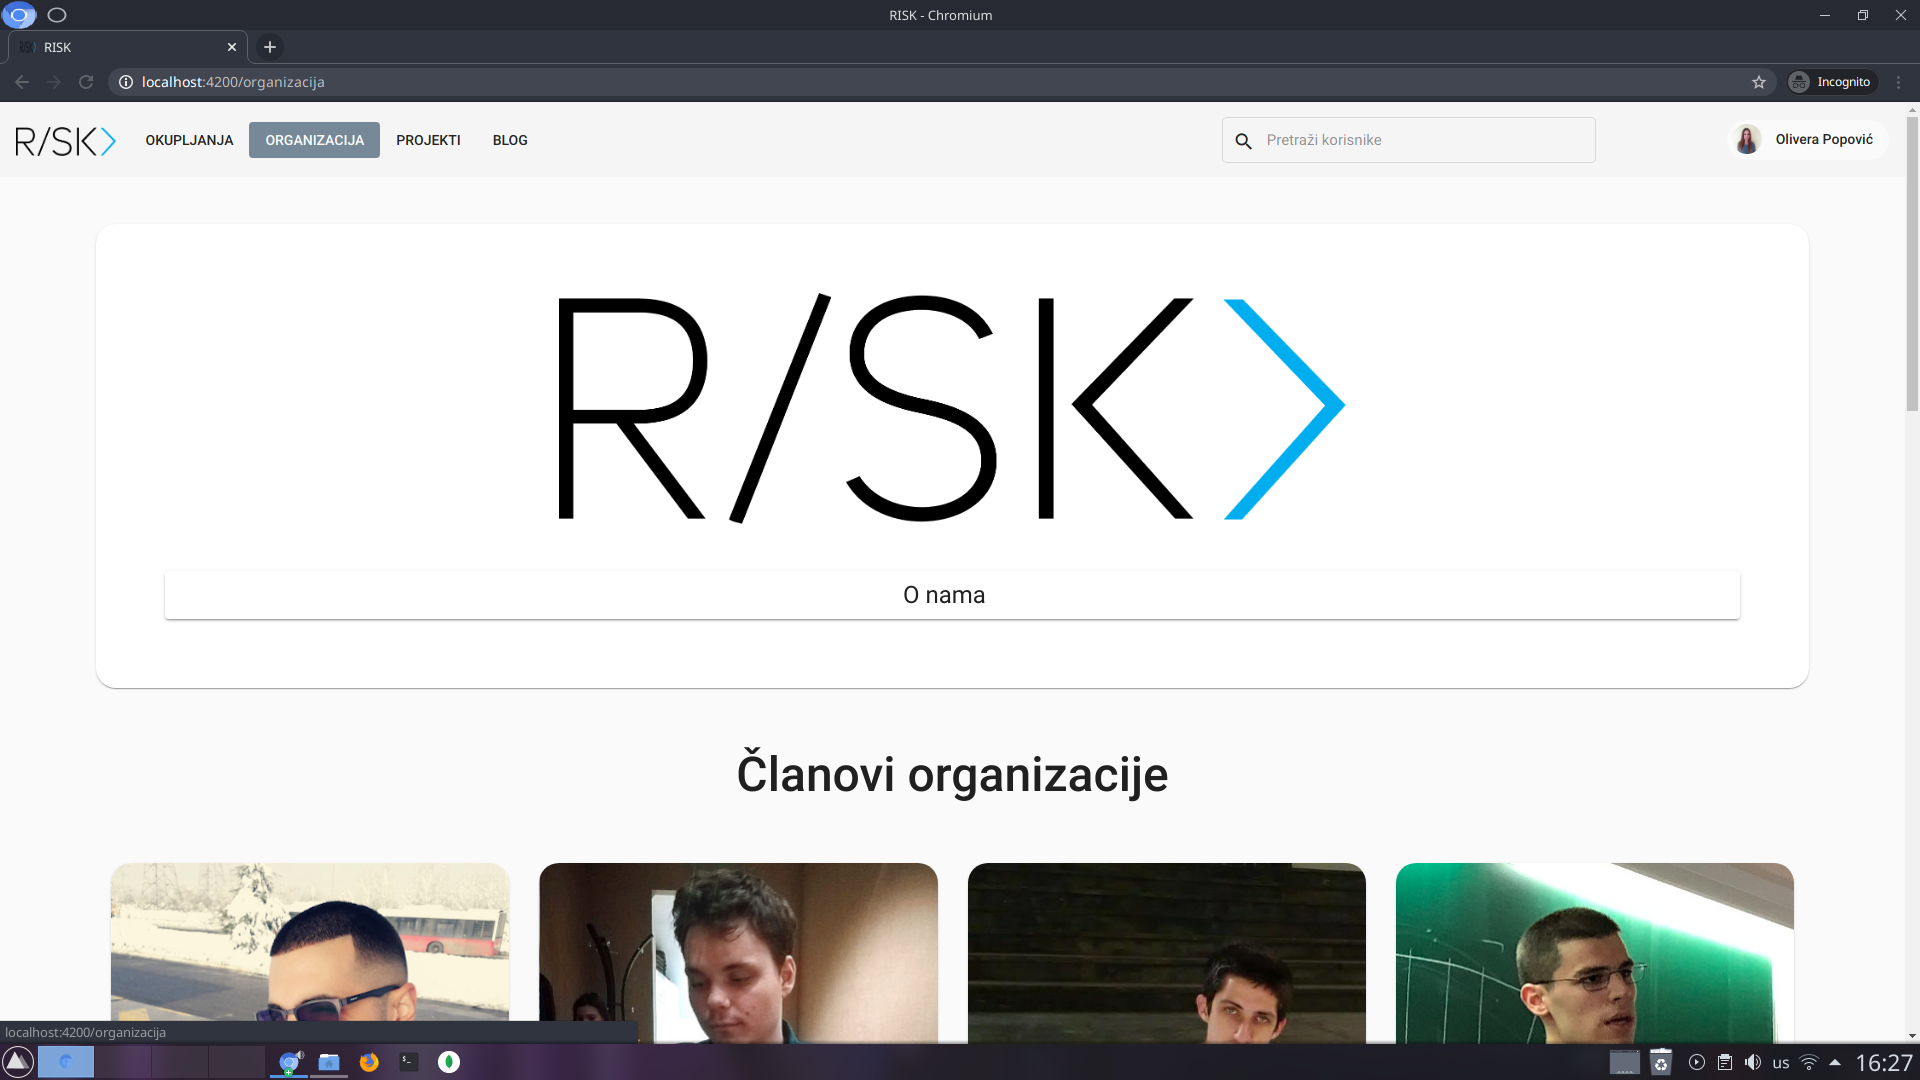 RISK - Chromium
RISK
localhost:4200/organizacija
Incognito
R/SK>
OKUPLJANJA
ORGANIZACIJA
PROJEKTI
BLOG
Pretraži korisnike
Olivera Popović
R/SK>
O nama
Članovi organizacije
localhost:4200/organizacija
us
16:27